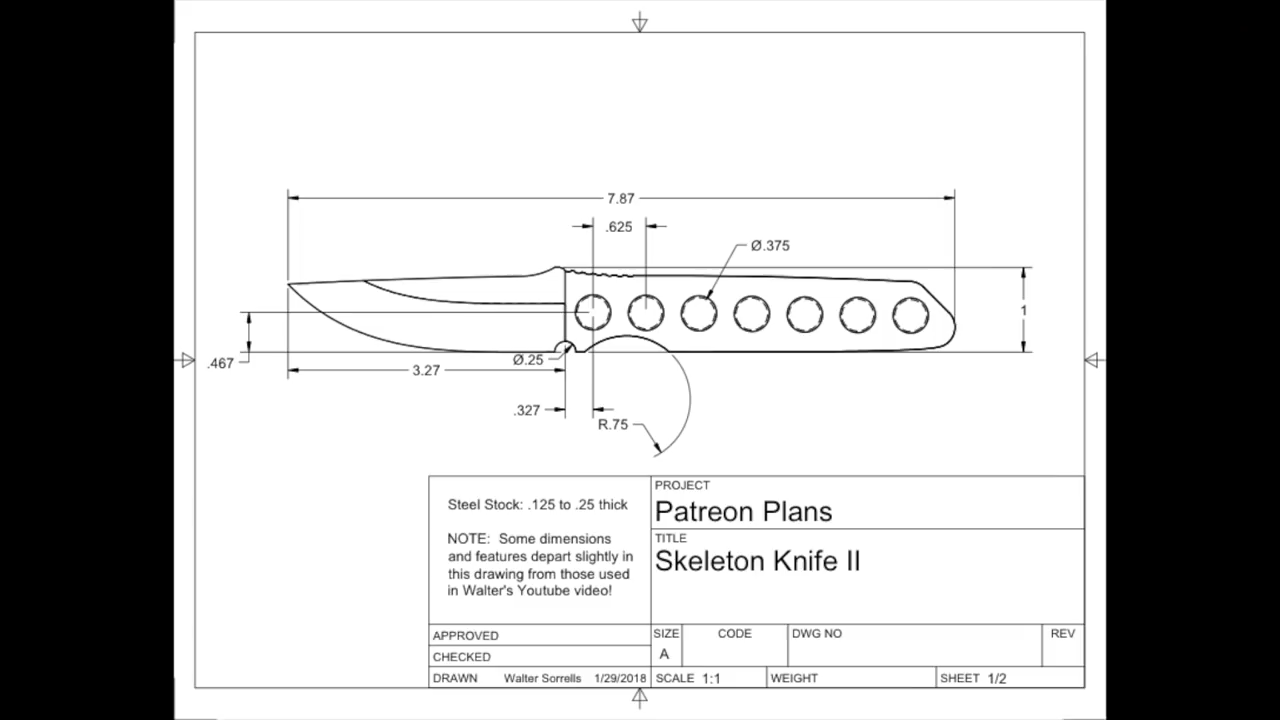 7.87
.625
Ø.375
1
.467
Ø.25
3.27
.327
R.75
Steel Stock: .125 to .25 thick
NOTE: Some dimensions
and features depart slightly in
this drawing from those used
in Walter's Youtube video!
PROJECT
Patreon Plans
TITLE
Skeleton Knife II
APPROVED
CHECKED
DRAWN Walter Sorrells 1/29/2018
SIZE
A
CODE
DWG NO
REV
SCALE 1:1
WEIGHT
SHEET 1/2